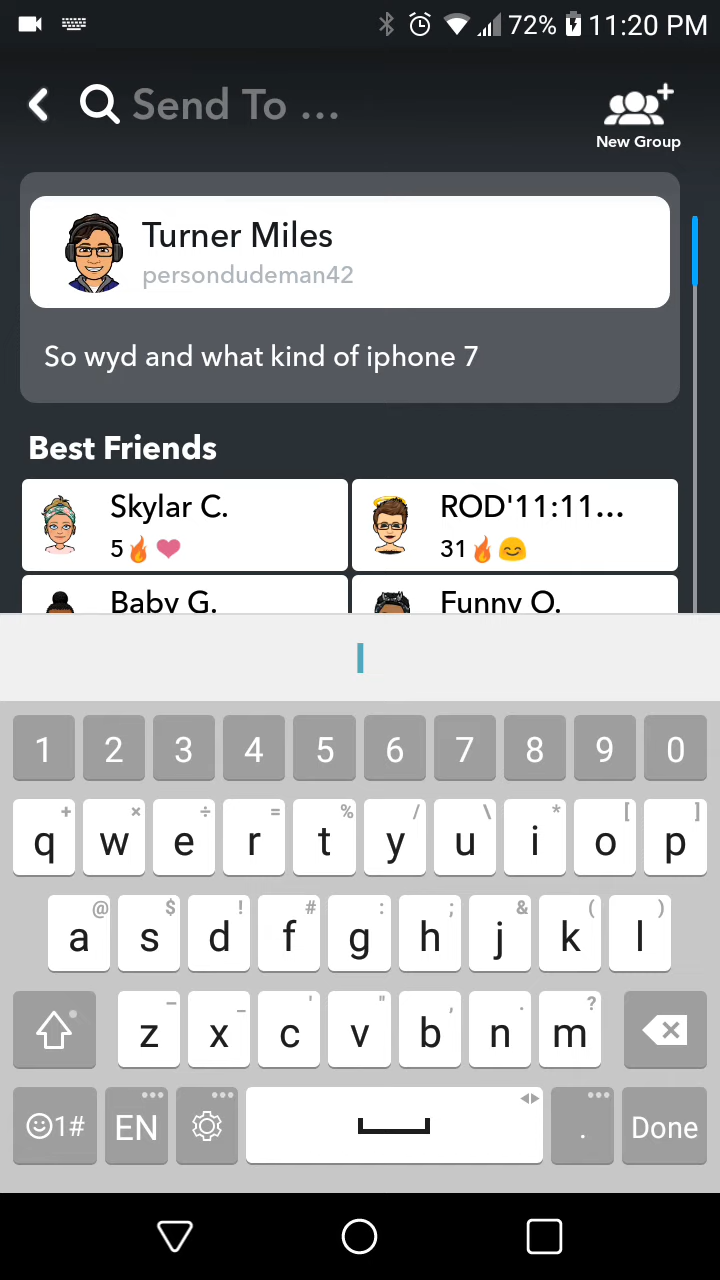 72% 11:20 PM
Send To ...
New Group
Turner Miles
persondudeman42
So wyd and what kind of iphone 7
Best Friends
Skylar C. ROD'11:11...
5🔥💗 31🔥😊
Baby G. Funny Q.
1 2 3 4 5 6 7 8 9 0
+ × ÷ = % / \ * [ ]
q w e r t y u i o p
@ $ ! # : ; & ( )
a s d f g h j k l
– _ ' " , . ?
z x c v b n m
☺1# EN . Done